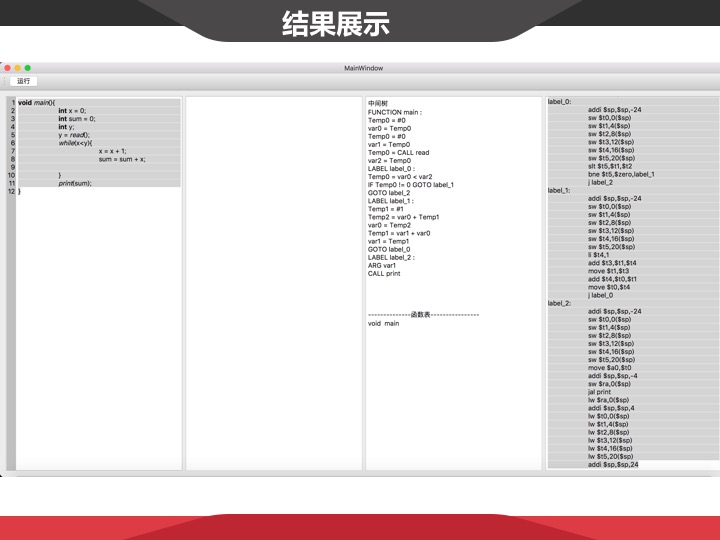 结果展示
MainWindow
运行
1 void main(){
2 int x = 0;
3 int sum = 0;
4 int y;
5 y = read();
6 while(x<y){
7 x = x + 1;
8 sum = sum + x;
9
10 }
11 print(sum);
12 }
中间树
FUNCTION main :
Temp0 = #0
var0 = Temp0
Temp0 = #0
var1 = Temp0
Temp0 = CALL read
var2 = Temp0
LABEL label_0 :
Temp0 = var0 < var2
IF Temp0 != 0 GOTO label_1
GOTO label_2
LABEL label_1 :
Temp1 = #1
Temp2 = var0 + Temp1
var0 = Temp2
Temp1 = var1 + var0
var1 = Temp1
GOTO label_0
LABEL label_2 :
ARG var1
CALL print
--------------函数表----------------
void main
label_0:
addi $sp,$sp,-24
sw $t0,0($sp)
sw $t1,4($sp)
sw $t2,8($sp)
sw $t3,12($sp)
sw $t4,16($sp)
sw $t5,20($sp)
slt $t5,$t1,$t2
bne $t5,$zero,label_1
j label_2
label_1:
addi $sp,$sp,-24
sw $t0,0($sp)
sw $t1,4($sp)
sw $t2,8($sp)
sw $t3,12($sp)
sw $t4,16($sp)
sw $t5,20($sp)
li $t4,1
add $t3,$t1,$t4
move $t1,$t3
add $t4,$t0,$t1
move $t0,$t4
j label_0
label_2:
addi $sp,$sp,-24
sw $t0,0($sp)
sw $t1,4($sp)
sw $t2,8($sp)
sw $t3,12($sp)
sw $t4,16($sp)
sw $t5,20($sp)
move $a0,$t0
addi $sp,$sp,-4
sw $ra,0($sp)
jal print
lw $ra,0($sp)
addi $sp,$sp,4
lw $t0,0($sp)
lw $t1,4($sp)
lw $t2,8($sp)
lw $t3,12($sp)
lw $t4,16($sp)
lw $t5,20($sp)
addi $sp,$sp,24